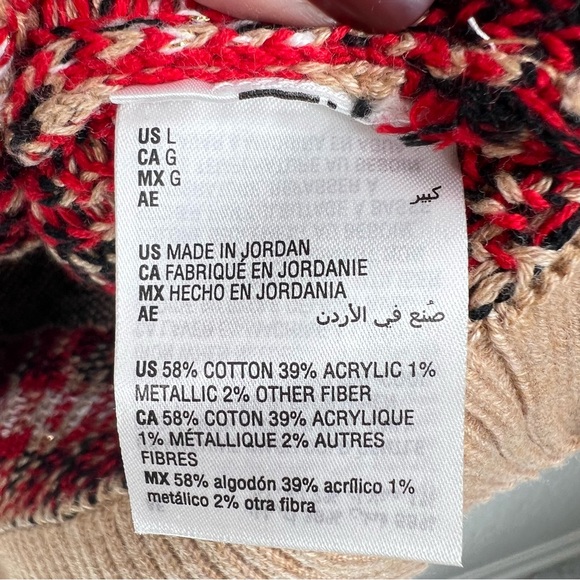 US L
CA G
MX G
AE كبير
US MADE IN JORDAN
CA FABRIQUÉ EN JORDANIE
MX HECHO EN JORDANIA
AE صُنع في الأردن
US 58% COTTON 39% ACRYLIC 1%
METALLIC 2% OTHER FIBER
CA 58% COTON 39% ACRYLIQUE
1% MÉTALLIQUE 2% AUTRES
FIBRES
MX 58% algodón 39% acrílico 1%
metálico 2% otra fibra